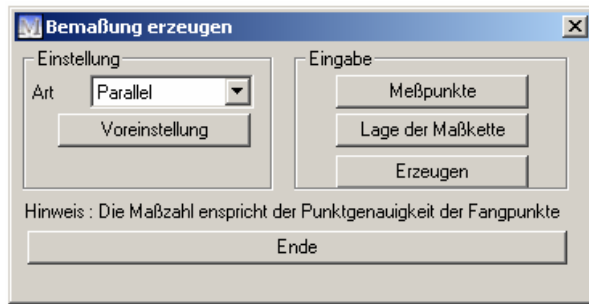 Bemaßung erzeugen
Einstellung
Art Parallel
Voreinstellung
Eingabe
Meßpunkte
Lage der Maßkette
Erzeugen
Hinweis : Die Maßzahl enspricht der Punktgenauigkeit der Fangpunkte
Ende